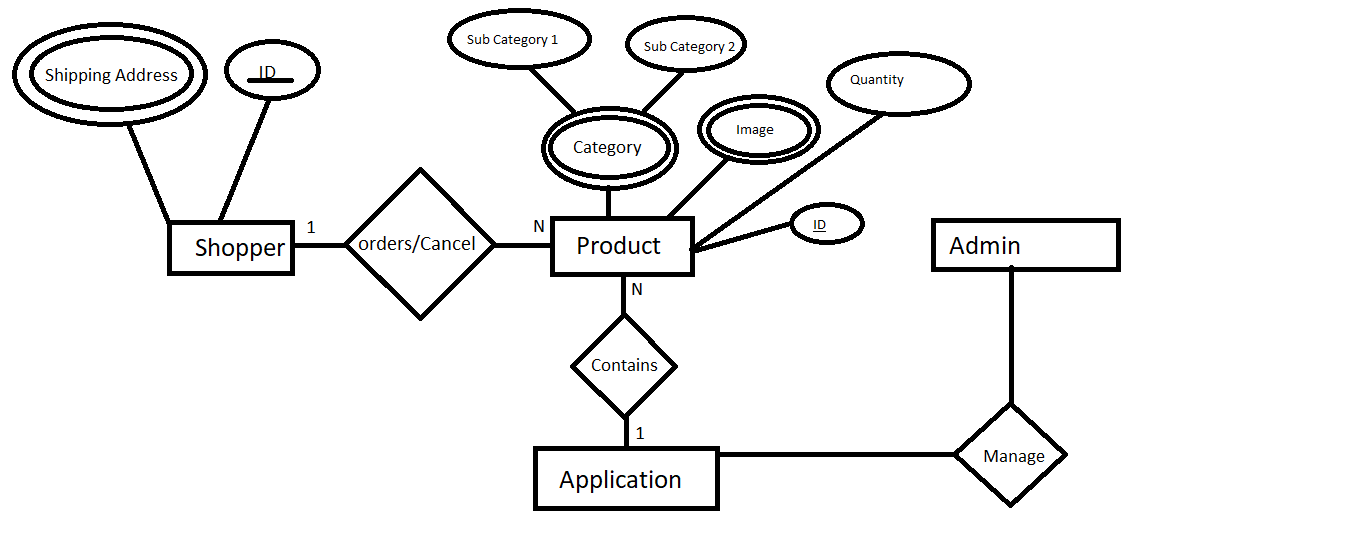 Sub Category 1
Sub Category 2
Shipping Address
ID
Quantity
Image
Category
ID
1
N
Shopper
orders/Cancel
Product
Admin
N
Contains
1
Application
Manage